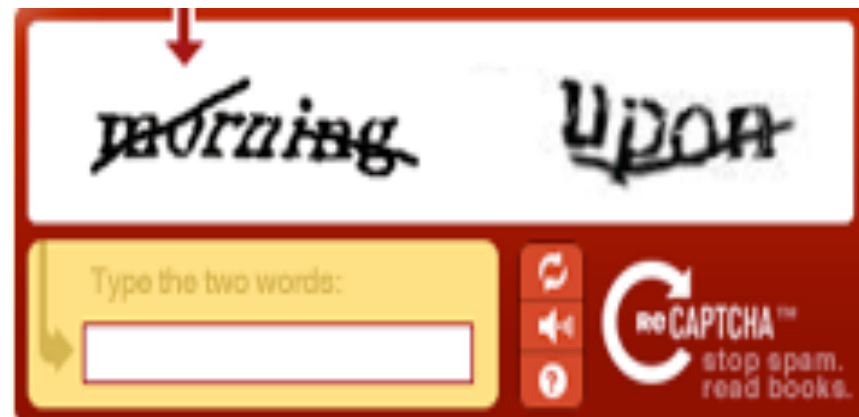 morning upon
Type the two words:
ReCAPTCHA™
stop spam.
read books.